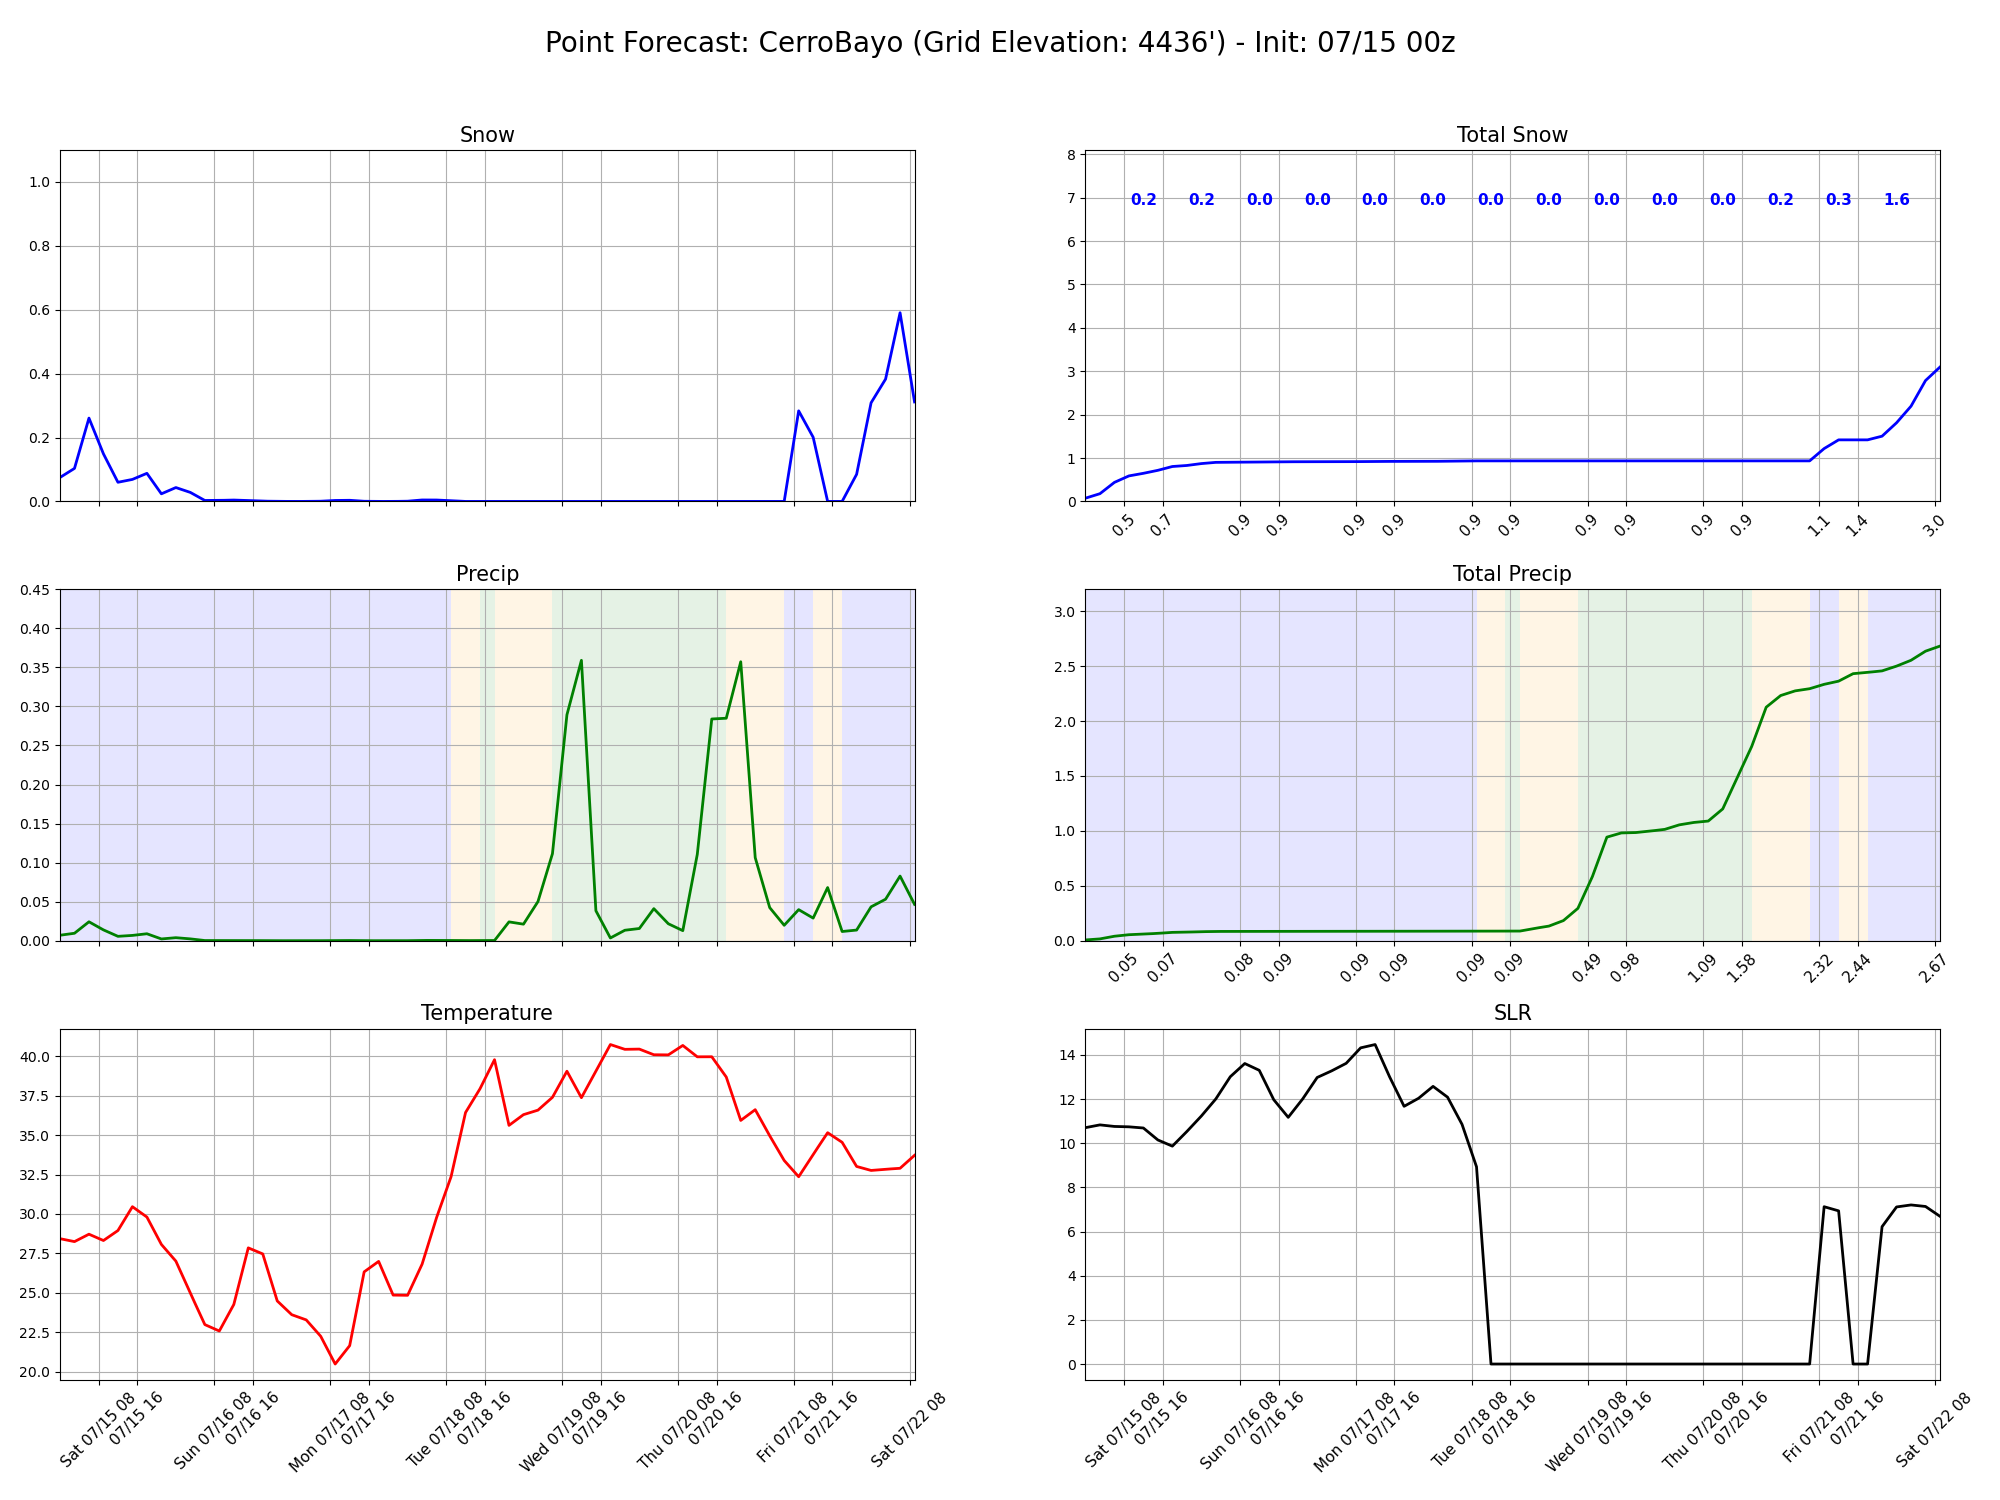 Point Forecast: CerroBayo (Grid Elevation: 4436') - Init: 07/15 00z
Snow
1.0
0.8
0.6
0.4
0.2
0.0
Total Snow
8
7
6
5
4
3
2
1
0
0.2 0.2 0.0 0.0 0.0 0.0 0.0 0.0 0.0 0.0 0.0 0.2 0.3 1.6
0.5 0.7 0.9 0.9 0.9 0.9 0.9 0.9 0.9 0.9 0.9 0.9 1.1 1.4 3.0
Precip
0.45
0.40
0.35
0.30
0.25
0.20
0.15
0.10
0.05
0.00
Total Precip
3.0
2.5
2.0
1.5
1.0
0.5
0.0
0.05 0.07 0.08 0.09 0.09 0.09 0.09 0.09 0.49 0.98 1.09 1.58 2.32 2.44 2.67
Temperature
40.0
37.5
35.0
32.5
30.0
27.5
25.0
22.5
20.0
Sat 07/15 08
07/15 16
Sun 07/16 08
07/16 16
Mon 07/17 08
07/17 16
Tue 07/18 08
07/18 16
Wed 07/19 08
07/19 16
Thu 07/20 08
07/20 16
Fri 07/21 08
07/21 16
Sat 07/22 08
SLR
14
12
10
8
6
4
2
0
Sat 07/15 08
07/15 16
Sun 07/16 08
07/16 16
Mon 07/17 08
07/17 16
Tue 07/18 08
07/18 16
Wed 07/19 08
07/19 16
Thu 07/20 08
07/20 16
Fri 07/21 08
07/21 16
Sat 07/22 08